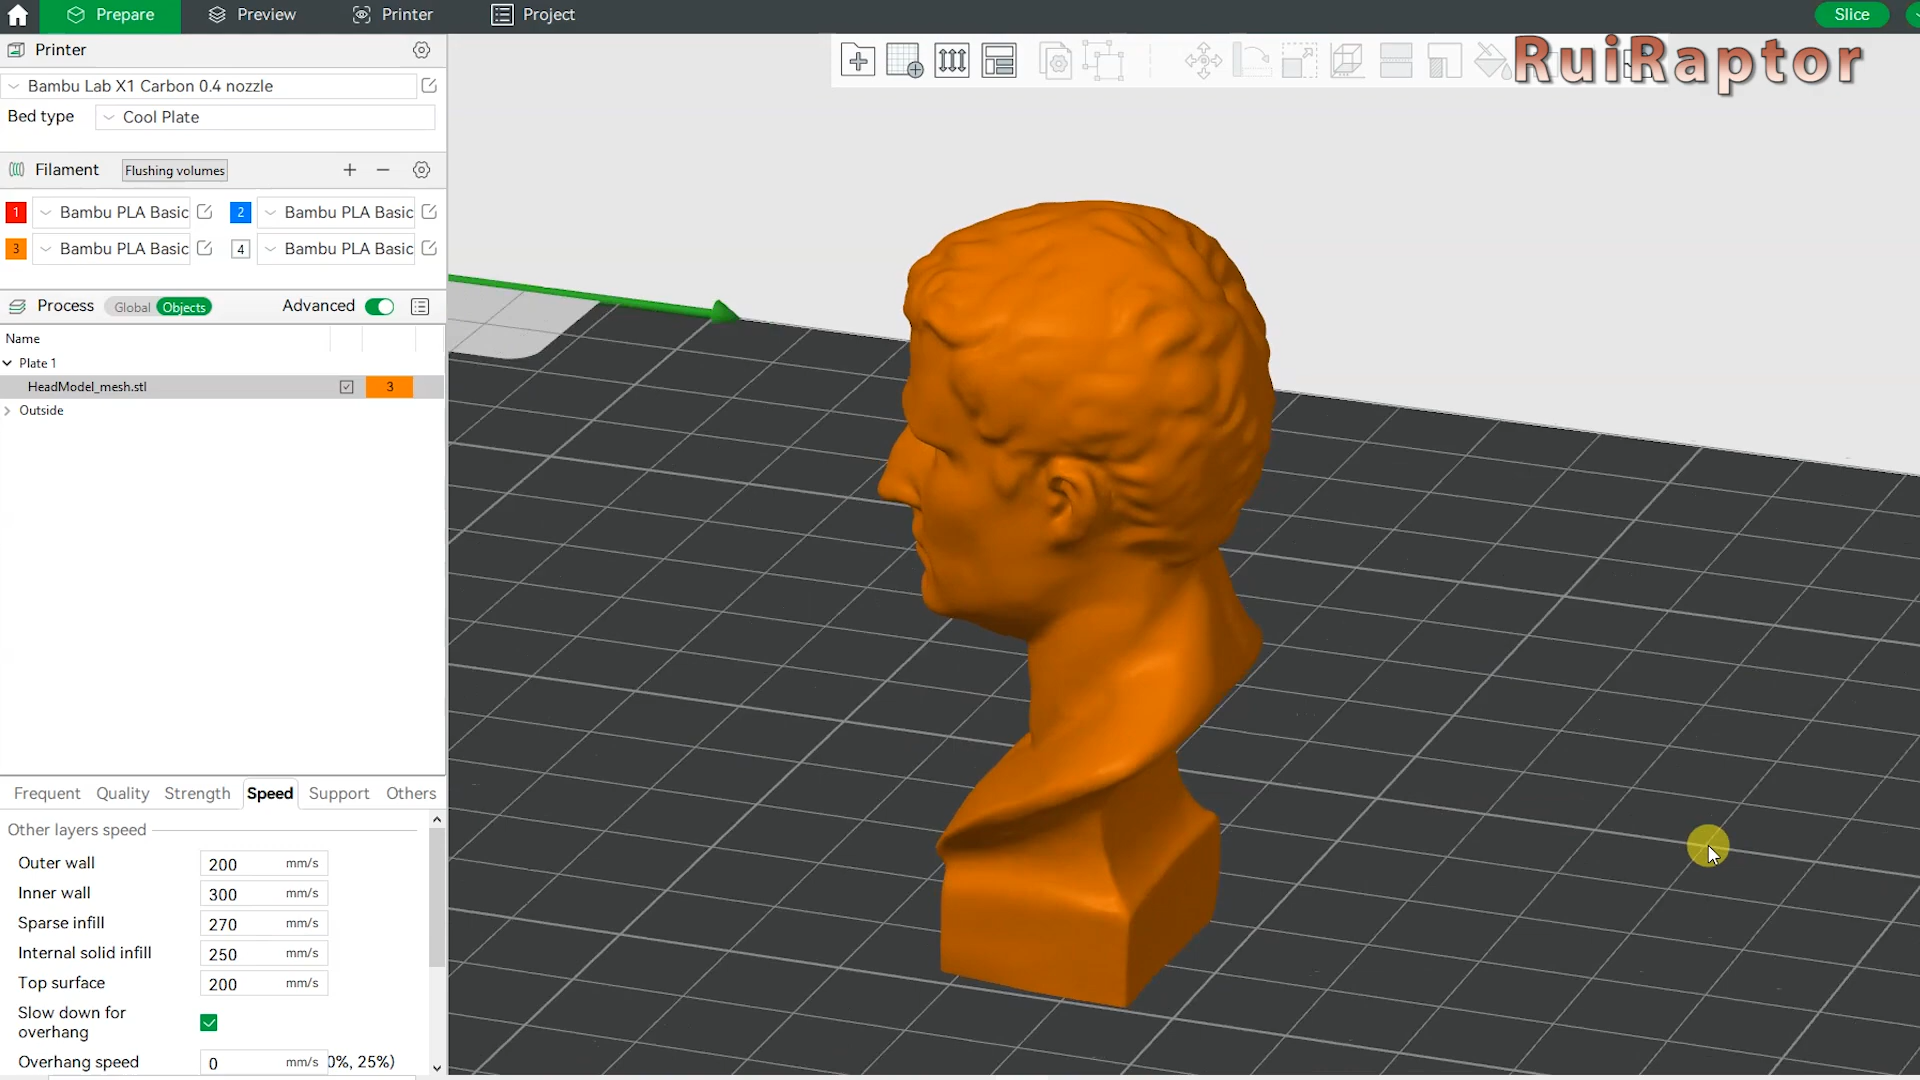 Prepare Preview Printer Project Slice
RuiRaptor
Printer
Bambu Lab X1 Carbon 0.4 nozzle
Bed type Cool Plate
Filament Flushing volumes
1 Bambu PLA Basic 2 Bambu PLA Basic
3 Bambu PLA Basic 4 Bambu PLA Basic
Process Global Objects Advanced
Name
Plate 1
HeadModel_mesh.stl 3
Outside
Frequent Quality Strength Speed Support Others
Other layers speed
Outer wall 200 mm/s
Inner wall 300 mm/s
Sparse infill 270 mm/s
Internal solid infill 250 mm/s
Top surface 200 mm/s
Slow down for
overhang
Overhang speed 0 mm/s 0%, 25%)